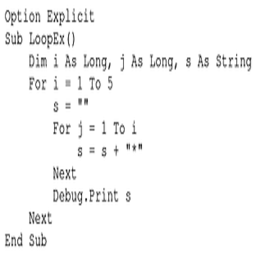 Option Explicit
Sub LoopEx()
    Dim i As Long, j As Long, s As String
    For i = 1 To 5
        s = ""
        For j = 1 To i
            s = s + "*"
        Next
        Debug.Print s
    Next
End Sub